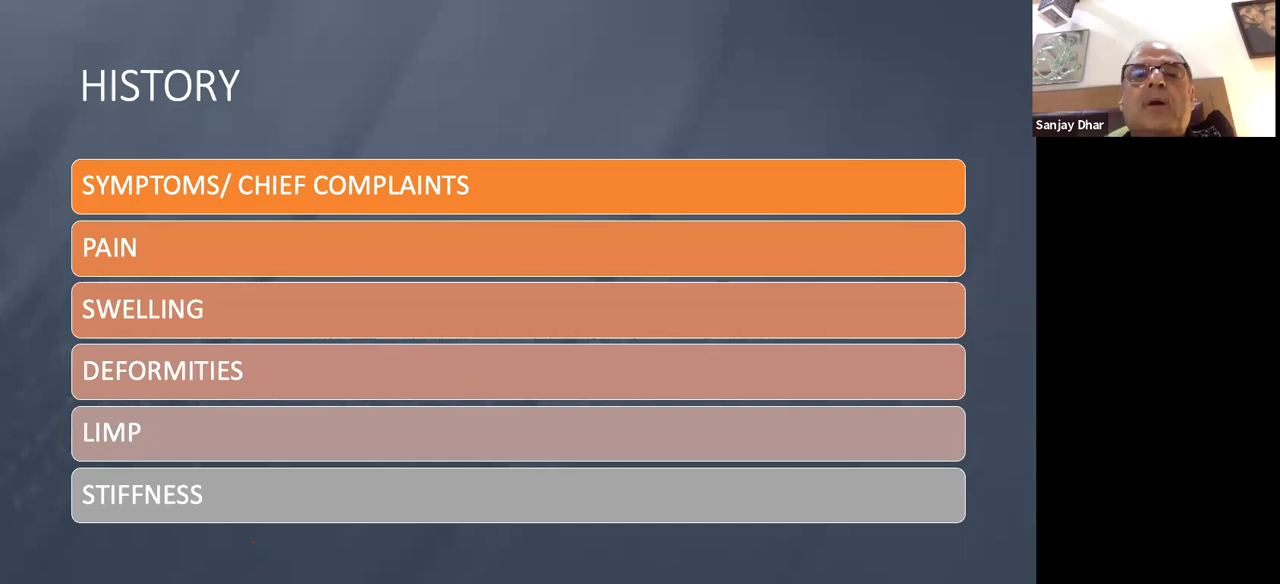 HISTORY
SYMPTOMS/ CHIEF COMPLAINTS
PAIN
SWELLING
DEFORMITIES
LIMP
STIFFNESS
Sanjay Dhar